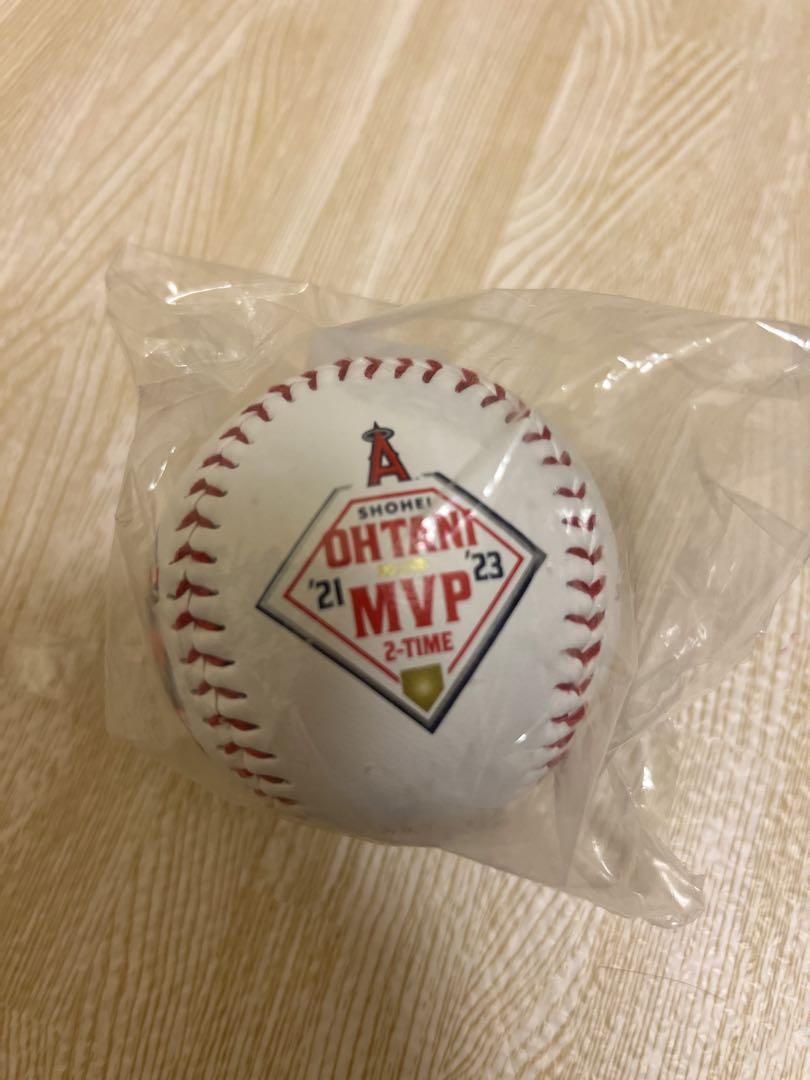 A
SHOHEI
OHTANI
'21 '23
MVP
2-TIME